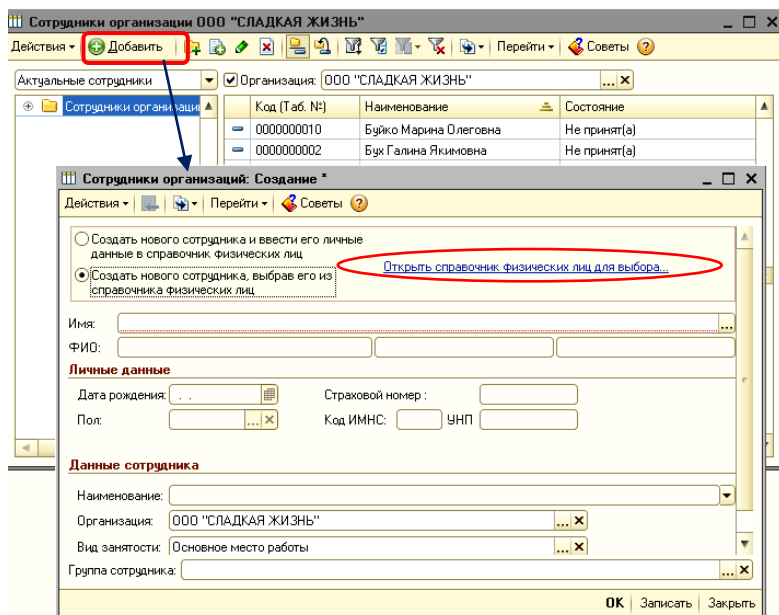 Сотрудники организации ООО "СЛАДКАЯ ЖИЗНЬ"
Действия Добавить Перейти Советы
Актуальные сотрудники Организация: ООО "СЛАДКАЯ ЖИЗНЬ" ... x
Сотрудники организаци Код (Таб. №) Наименование Состояние
0000000010 Буйко Марина Олеговна Не принят(а)
0000000002 Бух Галина Якимовна Не принят(а)
Сотрудники организаций: Создание *
Действия Перейти Советы
Создать нового сотрудника и ввести его личные
данные в справочник физических лиц
Открыть справочник физических лиц для выбора...
Создать нового сотрудника, выбрав его из
справочника физических лиц
Имя: ...
ФИО:
Личные данные
Дата рождения: . .  Страховой номер :
Пол: ... x Код ИМНС: УНП
Данные сотрудника
Наименование:
Организация: ООО "СЛАДКАЯ ЖИЗНЬ" ... x
Вид занятости: Основное место работы ... x
Группа сотрудника: ... x
OK Записать Закрыть